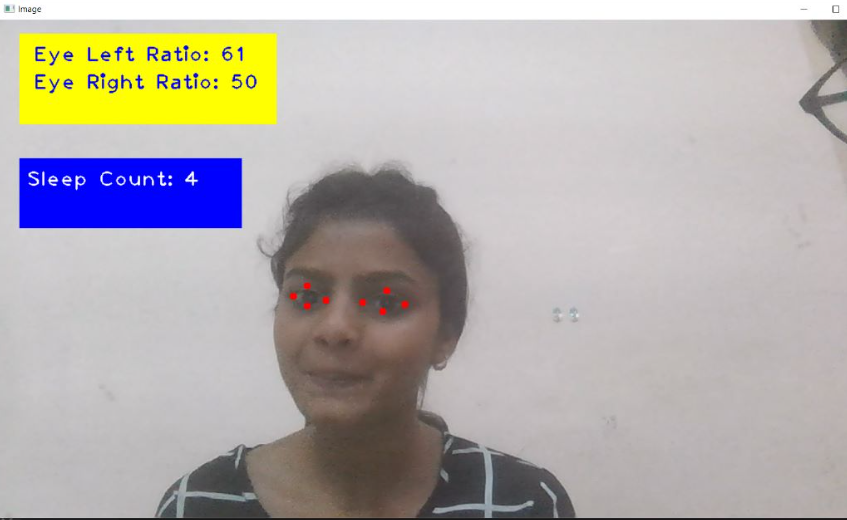 Image
Eye Left Ratio: 61
Eye Right Ratio: 50
Sleep Count: 4